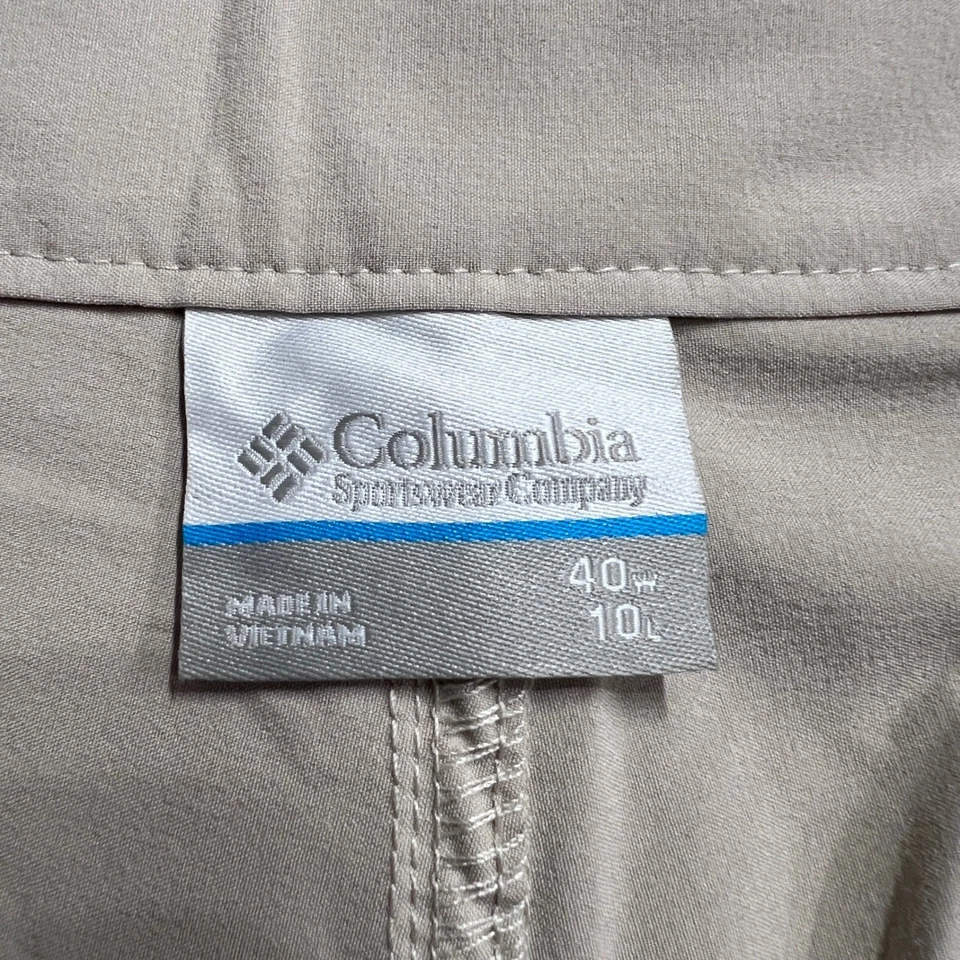 Columbia
Sportswear Company
40W
10L
MADE IN
VIETNAM